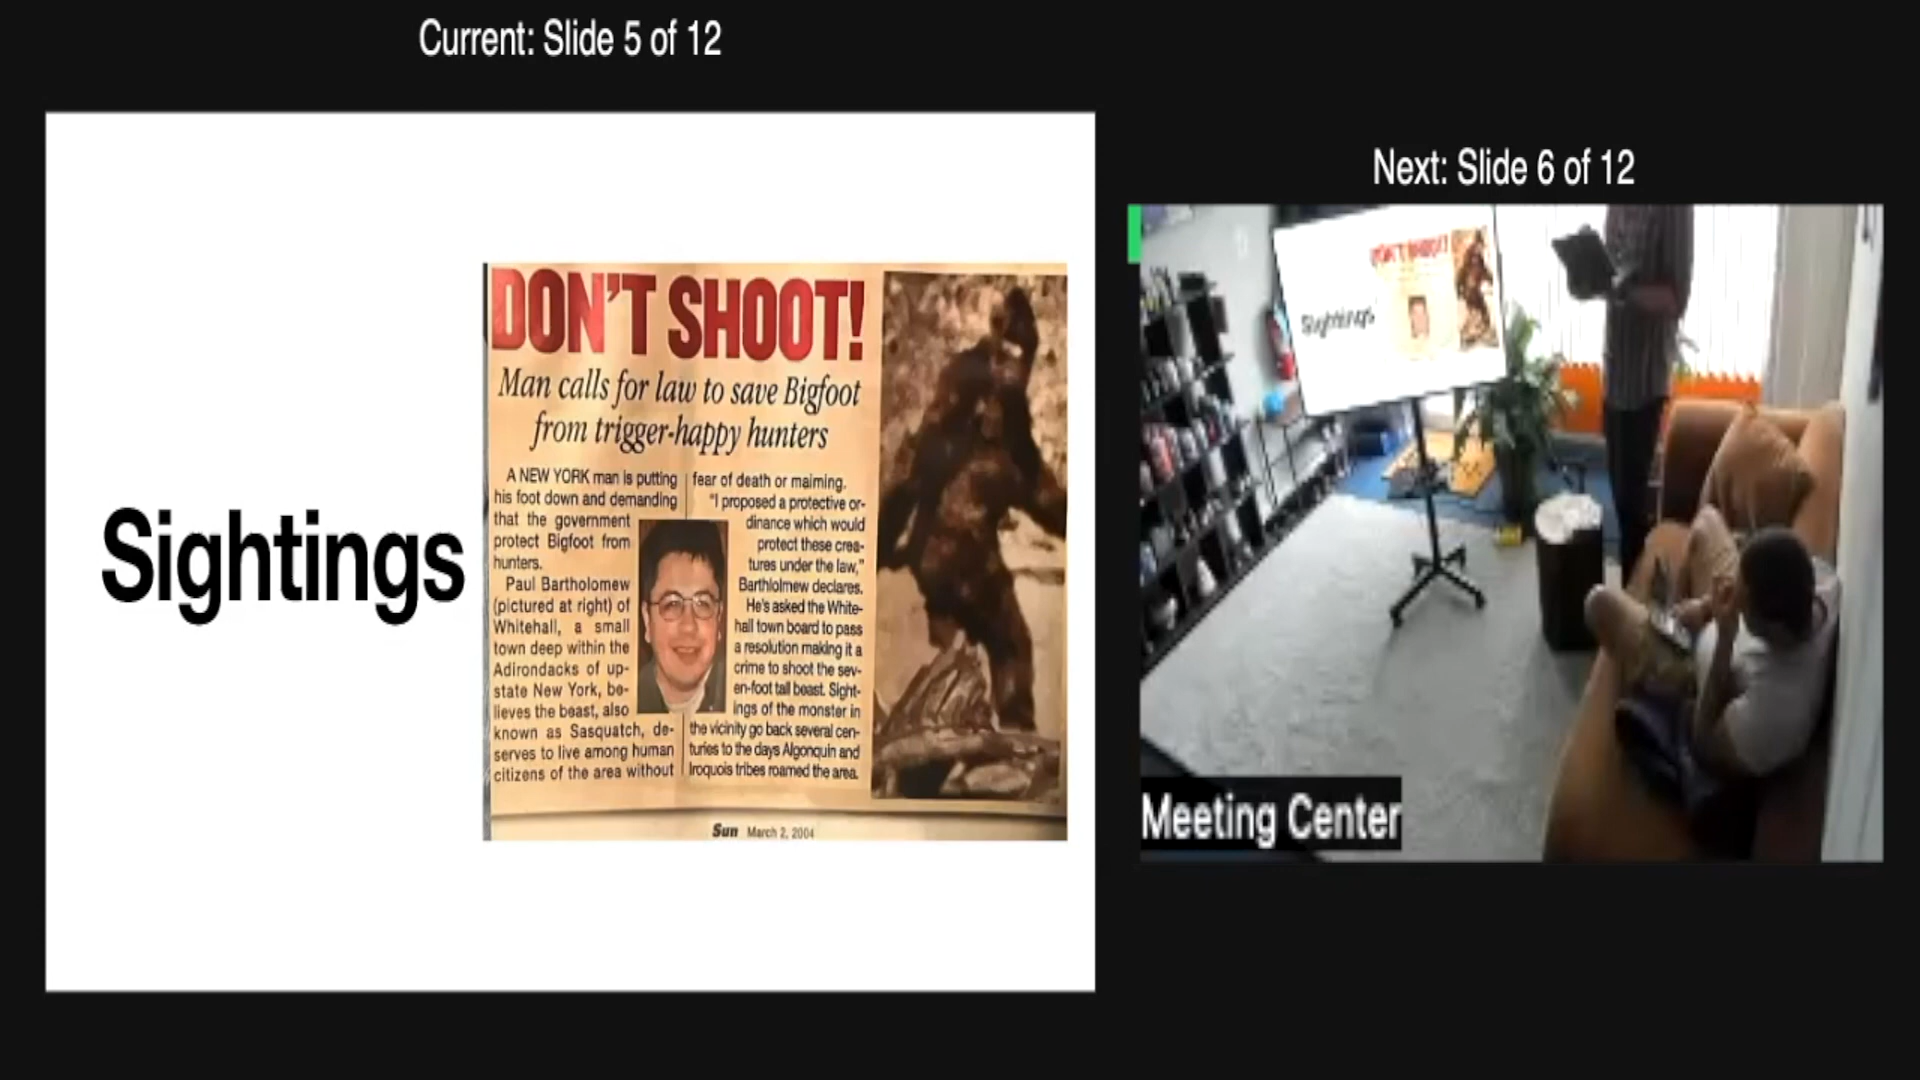 Current: Slide 5 of 12
Next: Slide 6 of 12
Sightings
DON'T SHOOT!
Man calls for law to save Bigfoot
from trigger-happy hunters
A NEW YORK man is putting
his foot down and demanding
that the government
protect Bigfoot from
hunters.
Paul Bartholomew
(pictured at right) of
Whitehall, a small
town deep within the
Adirondacks of up-
state New York, be-
lieves the beast, also
known as Sasquatch, de-
serves to live among human
citizens of the area without
fear of death or maiming.
"I proposed a protective or-
dinance which would
protect these crea-
tures under the law,"
Barthlolmew declares.
He's asked the White-
hall town board to pass
a resolution making it a
crime to shoot the sev-
en-foot tall beast. Sight-
ings of the monster in
the vicinity go back several cen-
turies to the days Algonquin and
Iroquois tribes roamed the area.
Sun March 2, 2004
DON'T SHOOT!
Sightings
Meeting Center